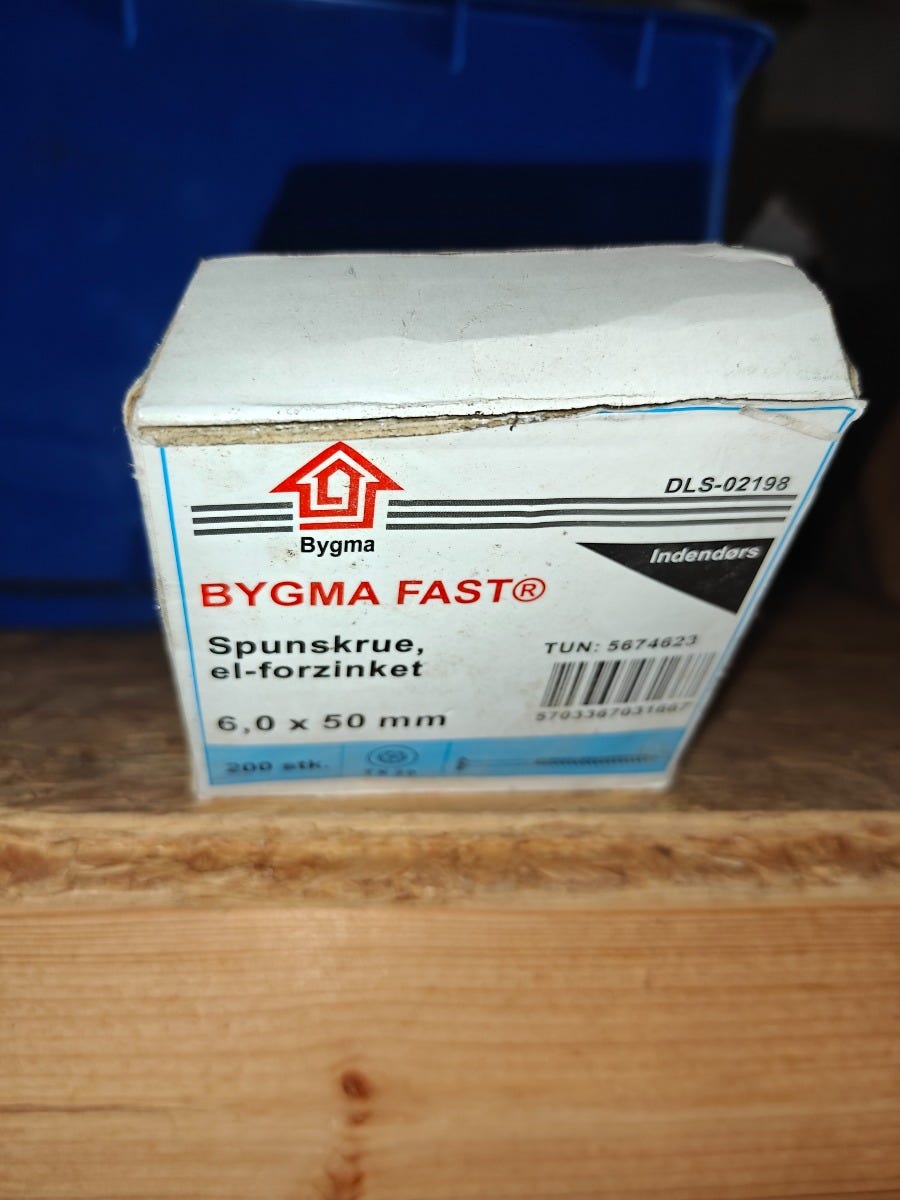 DLS-02198
Bygma
Indendørs
BYGMA FAST®
Spunskrue,
el-forzinket
TUN: 5674623
6,0 x 50 mm
200 stk.